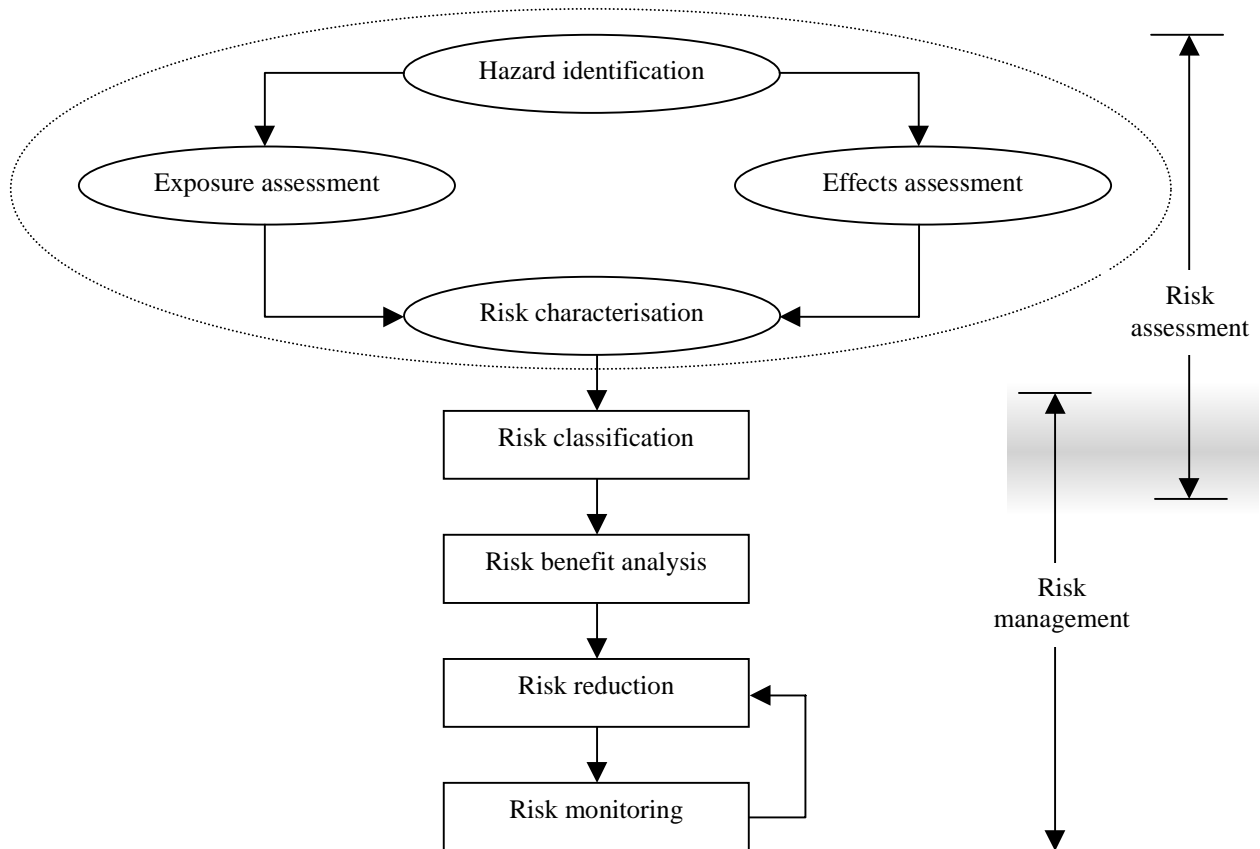 Hazard identification
Exposure assessment
Effects assessment
Risk characterisation
Risk
assessment
Risk classification
Risk benefit analysis
Risk
management
Risk reduction
Risk monitoring